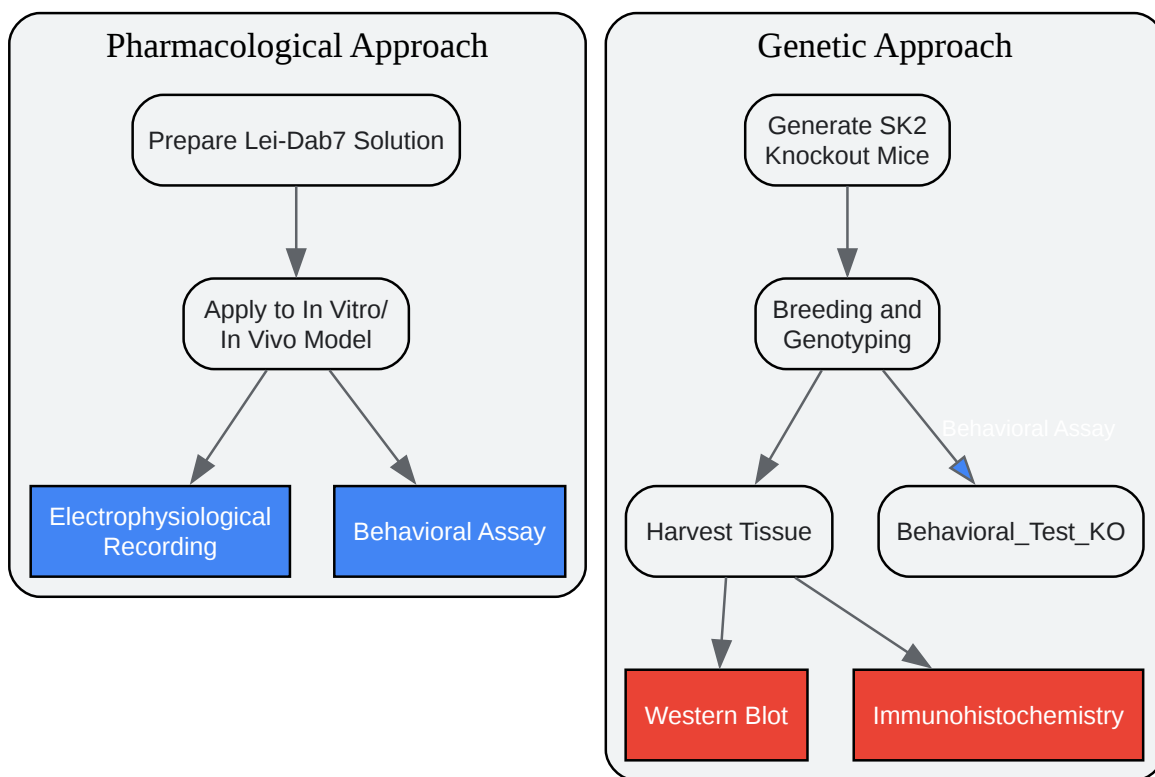 Pharmacological Approach
Prepare Lei-Dab7 Solution
Apply to In Vitro/
In Vivo Model
Electrophysiological
Recording
Behavioral Assay
Genetic Approach
Generate SK2
Knockout Mice
Breeding and
Genotyping
Behavioral Assay
Harvest Tissue
Behavioral_Test_KO
Western Blot
Immunohistochemistry